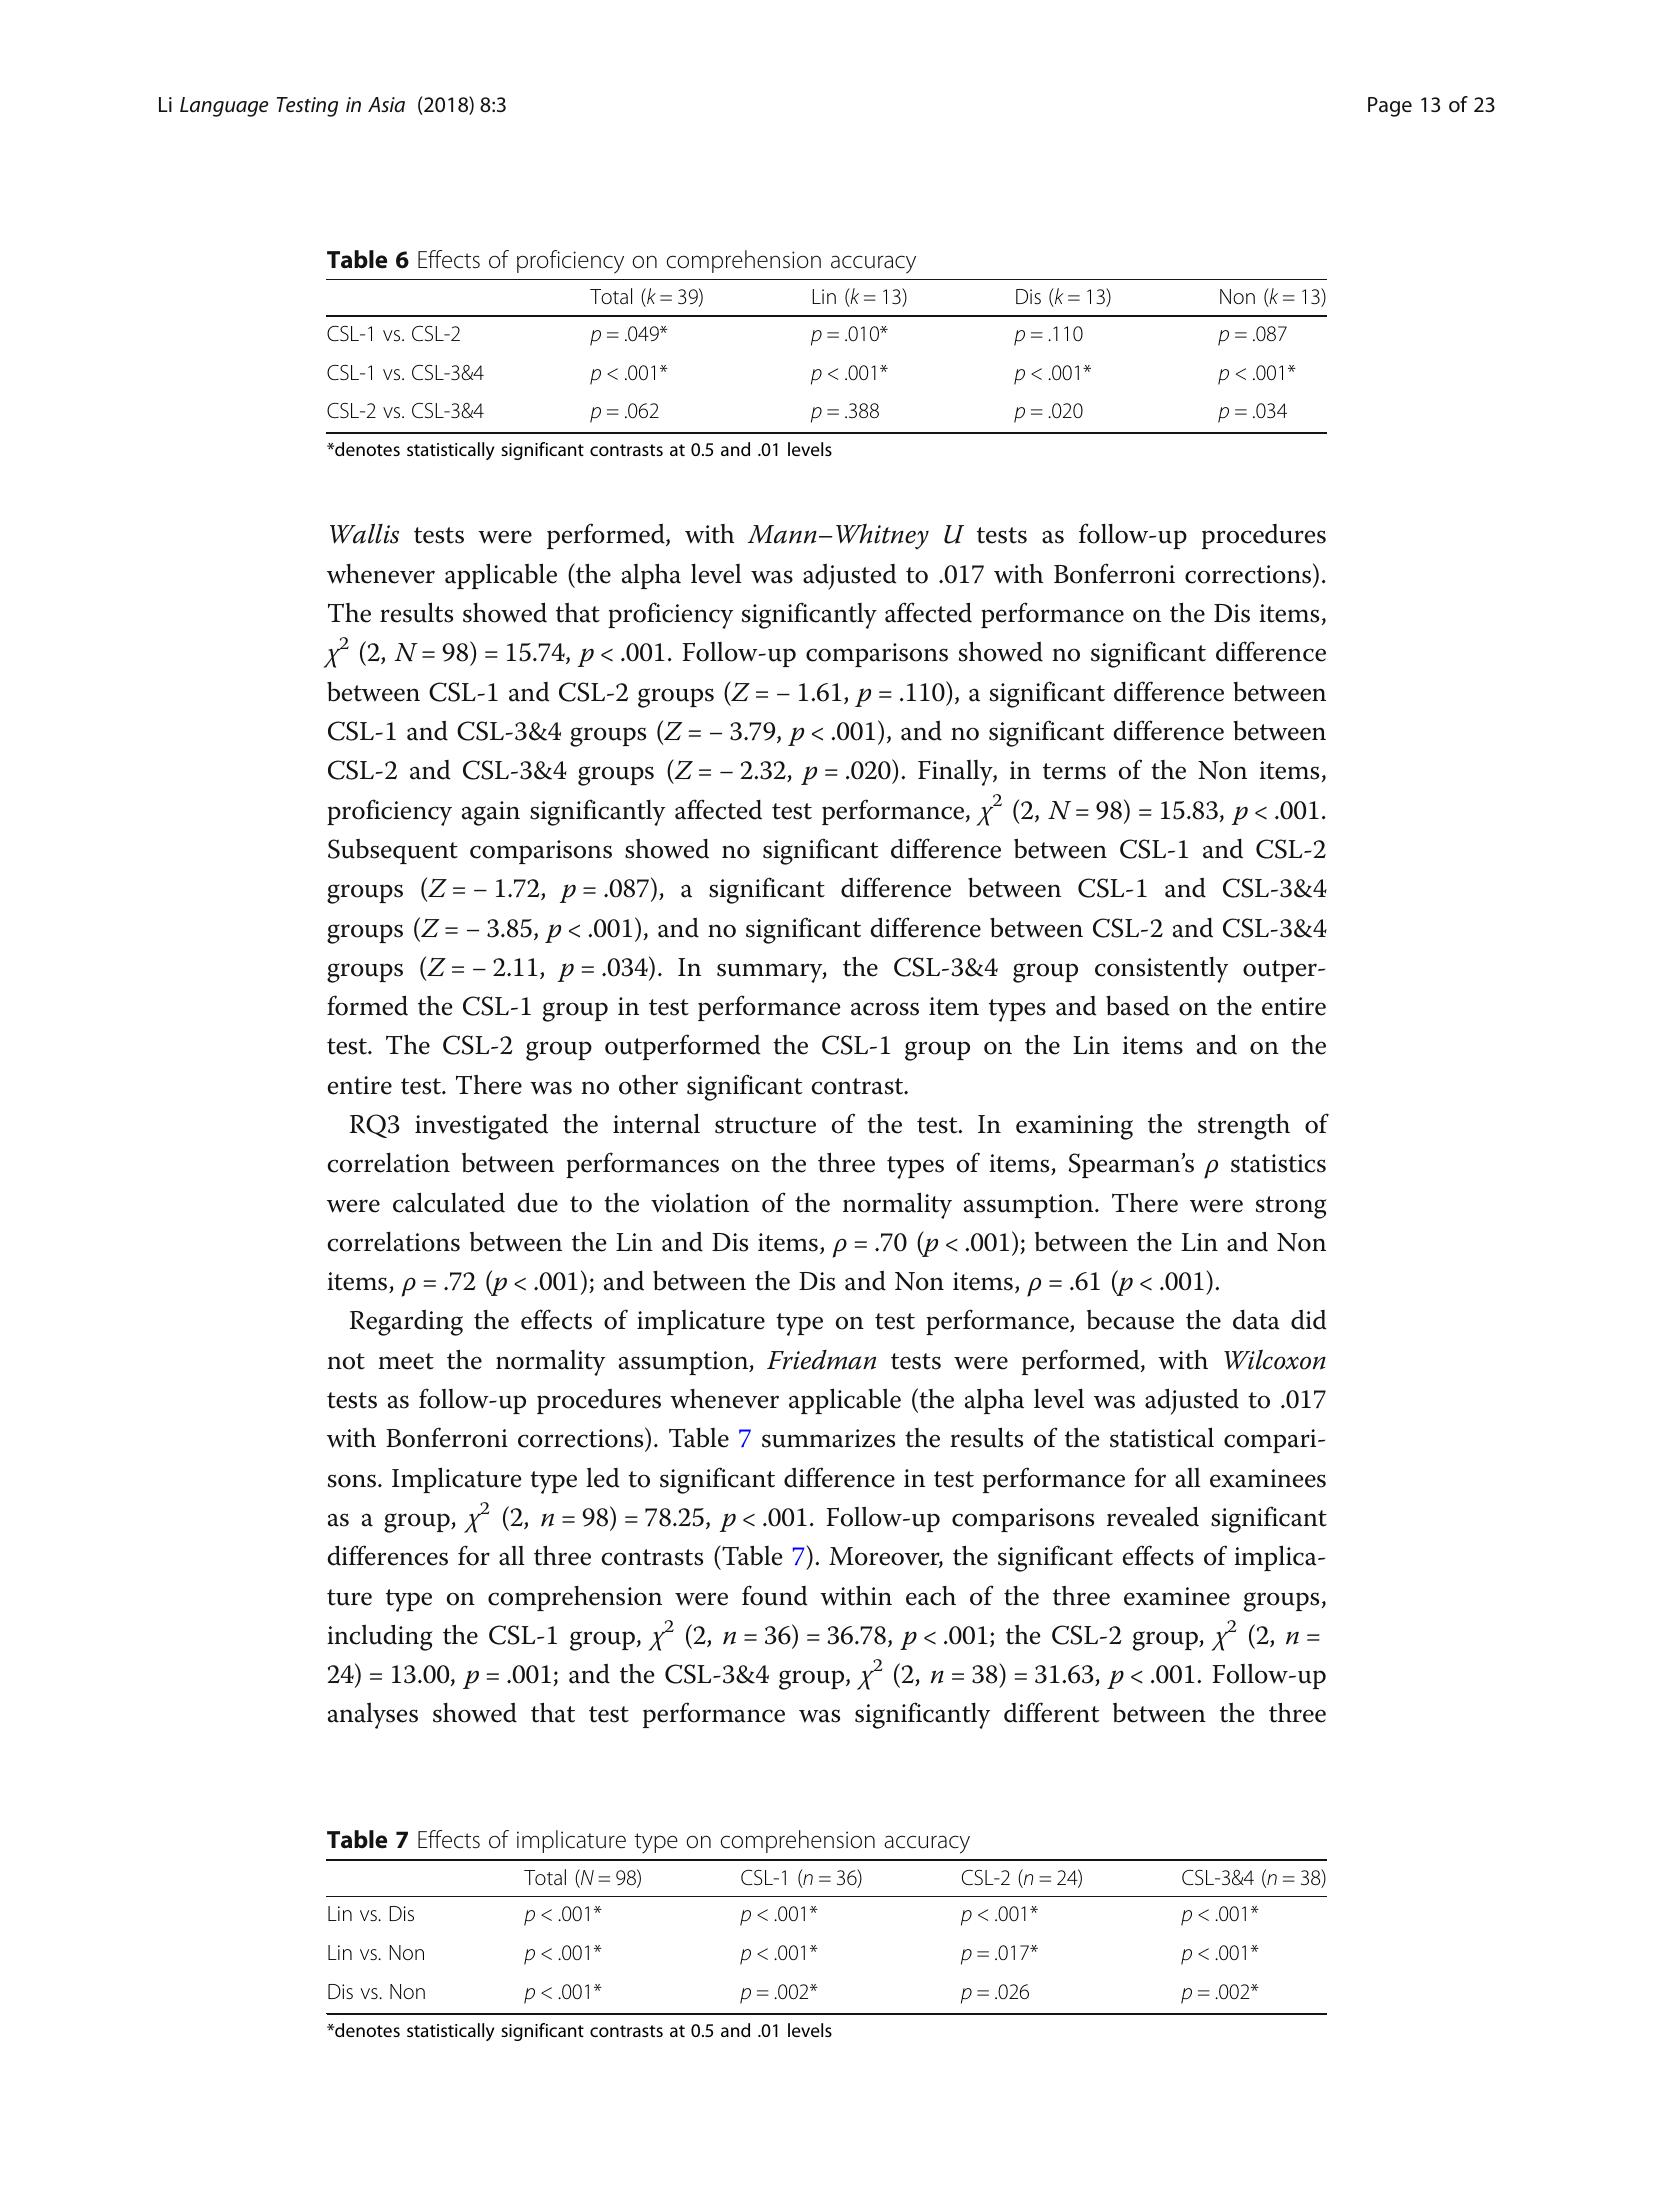 Li Language Testing in Asia (2018) 8:3
Page 13 of 23
Table 6 Effects of proficiency on comprehension accuracy
Total (k = 39) Lin (k = 13) Dis (k = 13) Non (k = 13)
CSL-1 vs. CSL-2 p = .049* p = .010* p = .110 p = .087
CSL-1 vs. CSL-3&4 p < .001* p < .001* p < .001* p < .001*
CSL-2 vs. CSL-3&4 p = .062 p = .388 p = .020 p = .034
*denotes statistically significant contrasts at 0.5 and .01 levels
Wallis tests were performed, with Mann–Whitney U tests as follow-up procedures
whenever applicable (the alpha level was adjusted to .017 with Bonferroni corrections).
The results showed that proficiency significantly affected performance on the Dis items,
χ² (2, N = 98) = 15.74, p < .001. Follow-up comparisons showed no significant difference
between CSL-1 and CSL-2 groups (Z = − 1.61, p = .110), a significant difference between
CSL-1 and CSL-3&4 groups (Z = − 3.79, p < .001), and no significant difference between
CSL-2 and CSL-3&4 groups (Z = − 2.32, p = .020). Finally, in terms of the Non items,
proficiency again significantly affected test performance, χ² (2, N = 98) = 15.83, p < .001.
Subsequent comparisons showed no significant difference between CSL-1 and CSL-2
groups (Z = − 1.72, p = .087), a significant difference between CSL-1 and CSL-3&4
groups (Z = − 3.85, p < .001), and no significant difference between CSL-2 and CSL-3&4
groups (Z = − 2.11, p = .034). In summary, the CSL-3&4 group consistently outper-
formed the CSL-1 group in test performance across item types and based on the entire
test. The CSL-2 group outperformed the CSL-1 group on the Lin items and on the
entire test. There was no other significant contrast.
RQ3 investigated the internal structure of the test. In examining the strength of
correlation between performances on the three types of items, Spearman's ρ statistics
were calculated due to the violation of the normality assumption. There were strong
correlations between the Lin and Dis items, ρ = .70 (p < .001); between the Lin and Non
items, ρ = .72 (p < .001); and between the Dis and Non items, ρ = .61 (p < .001).
Regarding the effects of implicature type on test performance, because the data did
not meet the normality assumption, Friedman tests were performed, with Wilcoxon
tests as follow-up procedures whenever applicable (the alpha level was adjusted to .017
with Bonferroni corrections). Table 7 summarizes the results of the statistical compari-
sons. Implicature type led to significant difference in test performance for all examinees
as a group, χ² (2, n = 98) = 78.25, p < .001. Follow-up comparisons revealed significant
differences for all three contrasts (Table 7). Moreover, the significant effects of implica-
ture type on comprehension were found within each of the three examinee groups,
including the CSL-1 group, χ² (2, n = 36) = 36.78, p < .001; the CSL-2 group, χ² (2, n =
24) = 13.00, p = .001; and the CSL-3&4 group, χ² (2, n = 38) = 31.63, p < .001. Follow-up
analyses showed that test performance was significantly different between the three
Table 7 Effects of implicature type on comprehension accuracy
Total (N = 98) CSL-1 (n = 36) CSL-2 (n = 24) CSL-3&4 (n = 38)
Lin vs. Dis p < .001* p < .001* p < .001* p < .001*
Lin vs. Non p < .001* p < .001* p = .017* p < .001*
Dis vs. Non p < .001* p = .002* p = .026 p = .002*
*denotes statistically significant contrasts at 0.5 and .01 levels